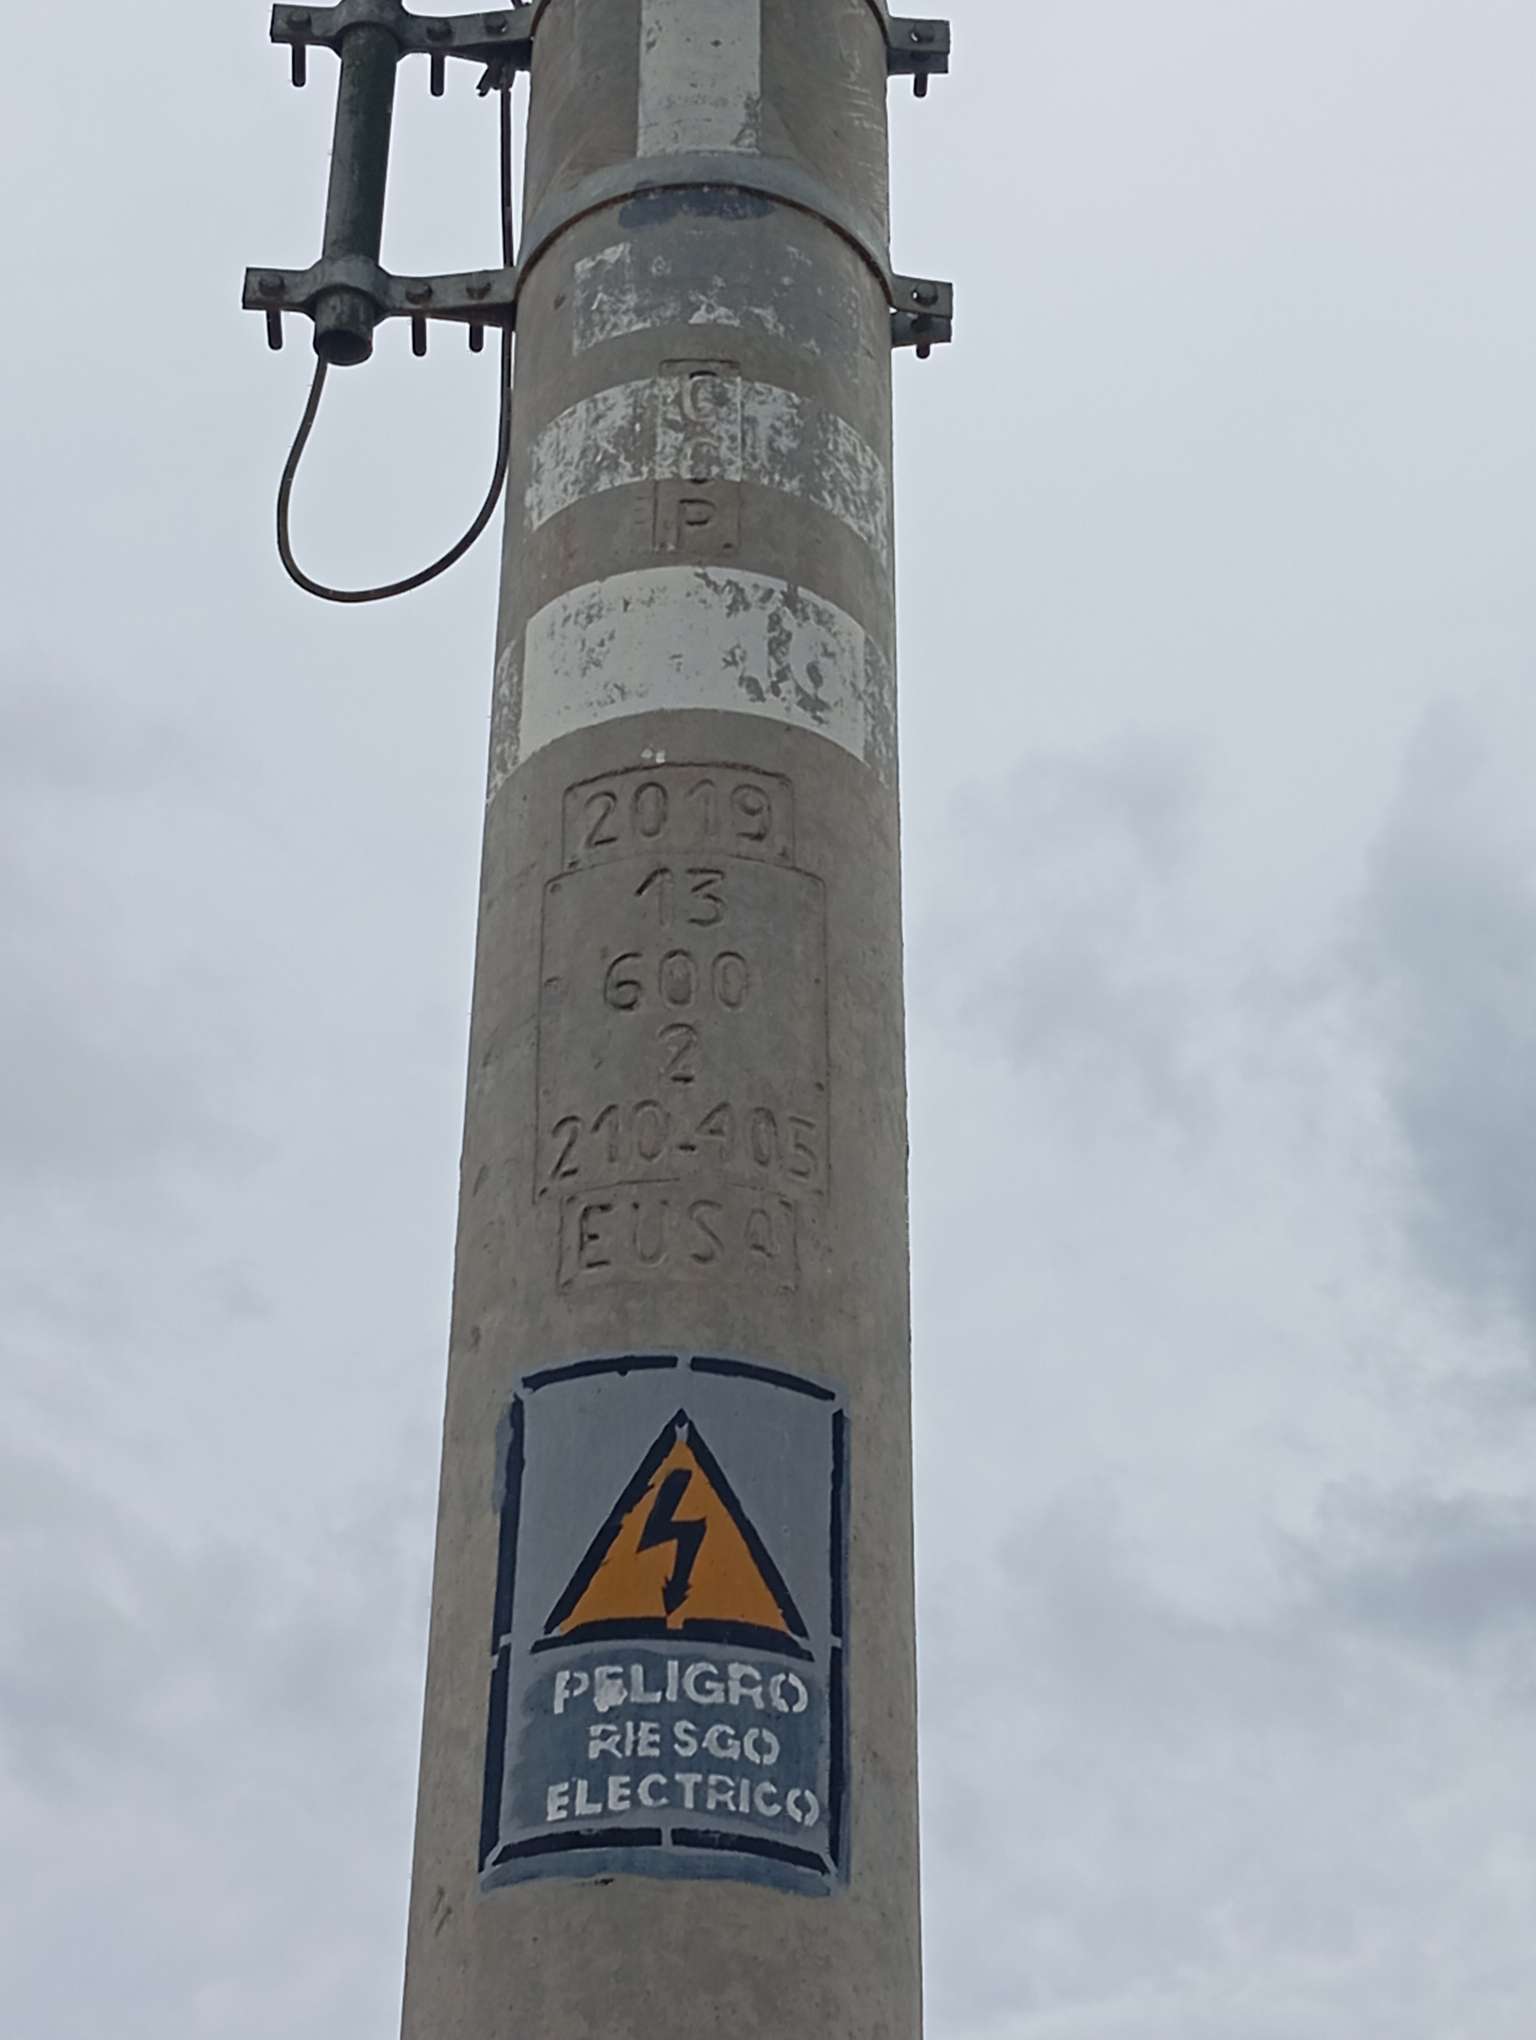 C
C
P
2019
13
600
2
210-405
EUSA
PELIGRO
RIESGO
ELECTRICO